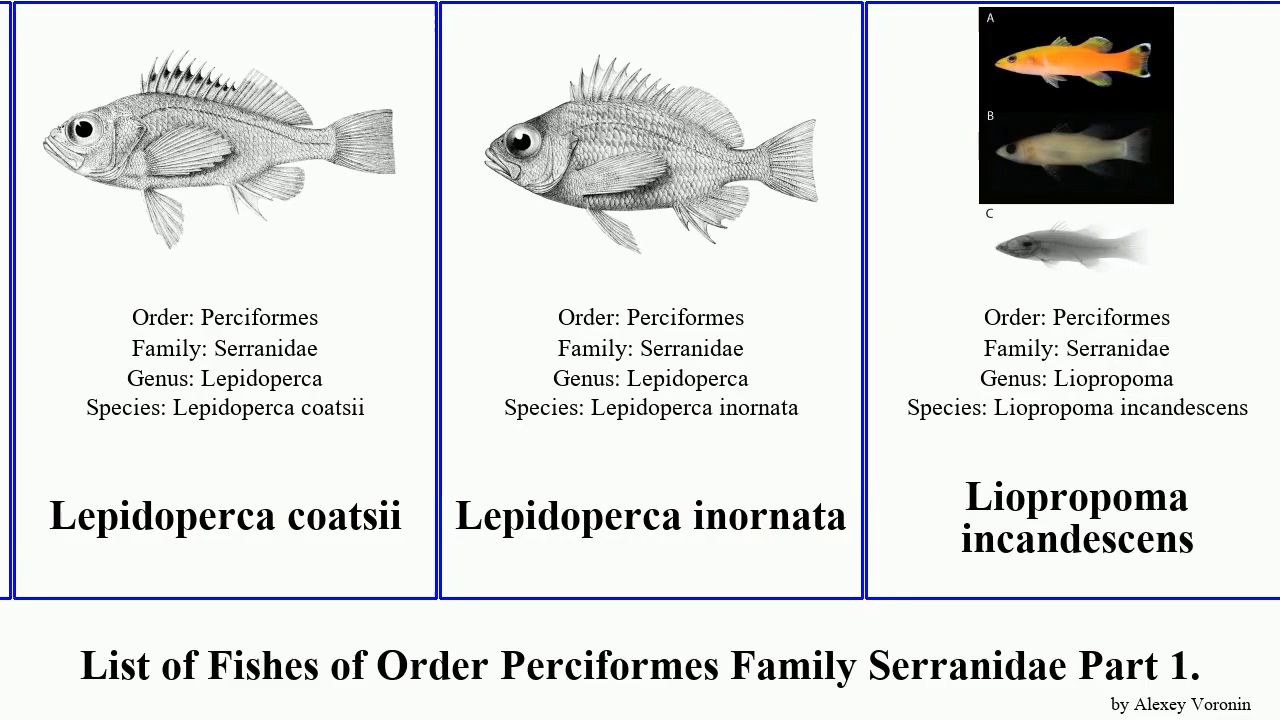 Order: Perciformes
Family: Serranidae
Genus: Lepidoperca
Species: Lepidoperca coatsii
Lepidoperca coatsii
Order: Perciformes
Family: Serranidae
Genus: Lepidoperca
Species: Lepidoperca inornata
Lepidoperca inornata
A
B
C
Order: Perciformes
Family: Serranidae
Genus: Liopropoma
Species: Liopropoma incandescens
Liopropoma
incandescens
List of Fishes of Order Perciformes Family Serranidae Part 1.
by Alexey Voronin